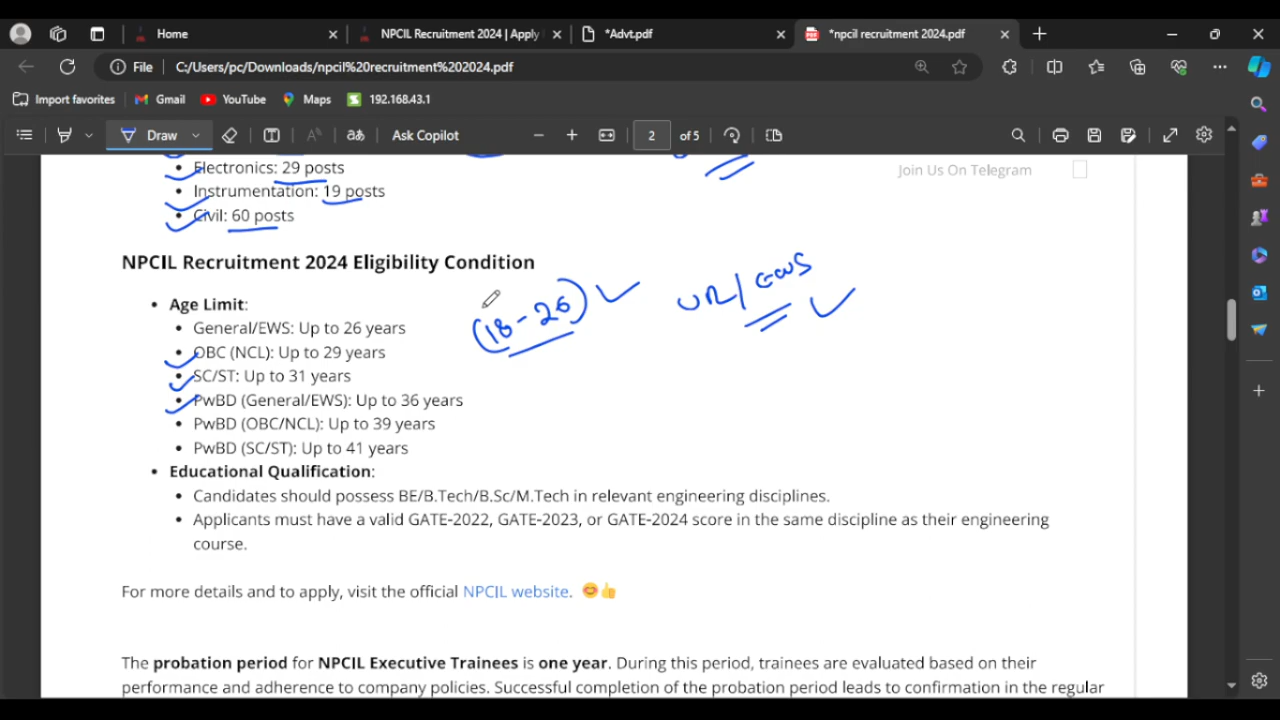 Home
NPCIL Recruitment 2024 | Apply
*Advt.pdf
*npcil recruitment 2024.pdf
File
C:/Users/pc/Downloads/npcil%20recruitment%202024.pdf
Import favorites
Gmail
YouTube
Maps
192.168.43.1
Draw
Ask Copilot
2 of 5
Electronics: 29 posts
Join Us On Telegram
Instrumentation: 19 posts
Civil: 60 posts
NPCIL Recruitment 2024 Eligibility Condition
Age Limit:
General/EWS: Up to 26 years
(18-26)
UR/EWS
OBC (NCL): Up to 29 years
SC/ST: Up to 31 years
PwBD (General/EWS): Up to 36 years
PwBD (OBC/NCL): Up to 39 years
PwBD (SC/ST): Up to 41 years
Educational Qualification:
Candidates should possess BE/B.Tech/B.Sc/M.Tech in relevant engineering disciplines.
Applicants must have a valid GATE-2022, GATE-2023, or GATE-2024 score in the same discipline as their engineering
course.
For more details and to apply, visit the official NPCIL website. 😊👍
The probation period for NPCIL Executive Trainees is one year. During this period, trainees are evaluated based on their
performance and adherence to company policies. Successful completion of the probation period leads to confirmation in the regular